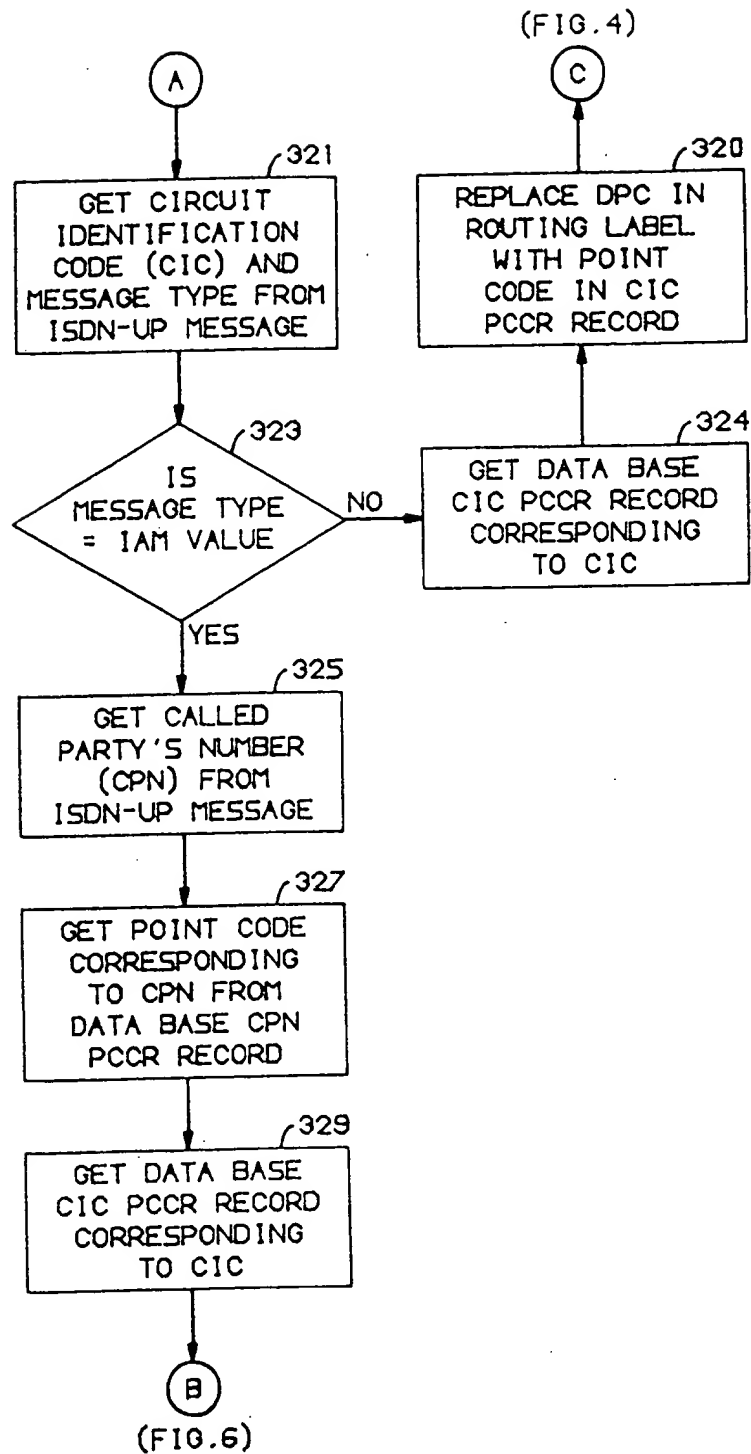 A
321
GET CIRCUIT
IDENTIFICATION
CODE (CIC) AND
MESSAGE TYPE FROM
ISDN-UP MESSAGE
323
IS
MESSAGE TYPE
= IAM VALUE
NO
YES
325
GET CALLED
PARTY'S NUMBER
(CPN) FROM
ISDN-UP MESSAGE
327
GET POINT CODE
CORRESPONDING
TO CPN FROM
DATA BASE CPN
PCCR RECORD
329
GET DATA BASE
CIC PCCR RECORD
CORRESPONDING
TO CIC
B
(FIG.6)
(FIG.4)
C
320
REPLACE DPC IN
ROUTING LABEL
WITH POINT
CODE IN CIC
PCCR RECORD
324
GET DATA BASE
CIC PCCR RECORD
CORRESPONDING
TO CIC